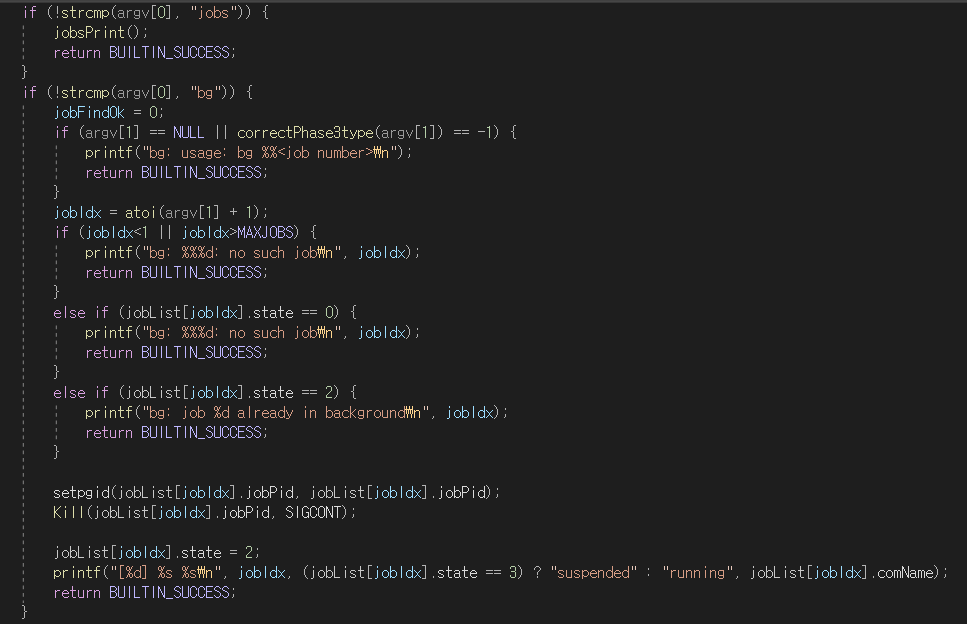 if (!strcmp(argv[0], "jobs")) {
jobsPrint();
return BUILTIN_SUCCESS;
}
if (!strcmp(argv[0], "bg")) {
jobFindOk = 0;
if (argv[1] == NULL || correctPhase3type(argv[1]) == -1) {
printf("bg: usage: bg %%<job number>₩n");
return BUILTIN_SUCCESS;
}
jobIdx = atoi(argv[1] + 1);
if (jobIdx<1 || jobIdx>MAXJOBS) {
printf("bg: %%%d: no such job₩n", jobIdx);
return BUILTIN_SUCCESS;
}
else if (jobList[jobIdx].state == 0) {
printf("bg: %%%d: no such job₩n", jobIdx);
return BUILTIN_SUCCESS;
}
else if (jobList[jobIdx].state == 2) {
printf("bg: job %d already in background₩n", jobIdx);
return BUILTIN_SUCCESS;
}
setpgid(jobList[jobIdx].jobPid, jobList[jobIdx].jobPid);
Kill(jobList[jobIdx].jobPid, SIGCONT);
jobList[jobIdx].state = 2;
printf("[%d] %s %s₩n", jobIdx, (jobList[jobIdx].state == 3) ? "suspended" : "running", jobList[jobIdx].comName);
return BUILTIN_SUCCESS;
}